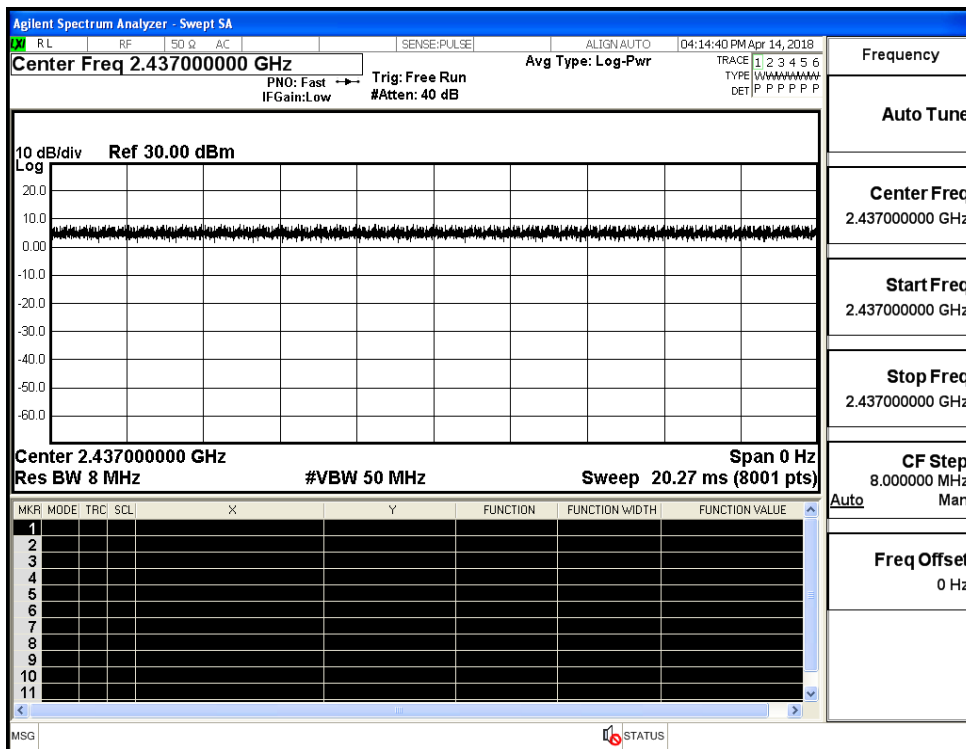 Agilent Spectrum Analyzer - Swept SA
LXI RL RF 50 Ω AC SENSE:PULSE ALIGN AUTO 04:14:40 PM Apr 14, 2018
Center Freq 2.437000000 GHz
PNO: Fast
IFGain:Low
Trig: Free Run
#Atten: 40 dB
Avg Type: Log-Pwr
TRACE 1 2 3 4 5 6
TYPE WWWWWW
DET P P P P P P
10 dB/div Ref 30.00 dBm
Log
20.0
10.0
0.00
-10.0
-20.0
-30.0
-40.0
-50.0
-60.0
Center 2.437000000 GHz Span 0 Hz
Res BW 8 MHz #VBW 50 MHz Sweep 20.27 ms (8001 pts)
MKR MODE TRC SCL X Y FUNCTION FUNCTION WIDTH FUNCTION VALUE
1
2
3
4
5
6
7
8
9
10
11
MSG STATUS
Frequency
Auto Tune
Center Freq
2.437000000 GHz
Start Freq
2.437000000 GHz
Stop Freq
2.437000000 GHz
CF Step
8.000000 MHz
Auto Man
Freq Offset
0 Hz